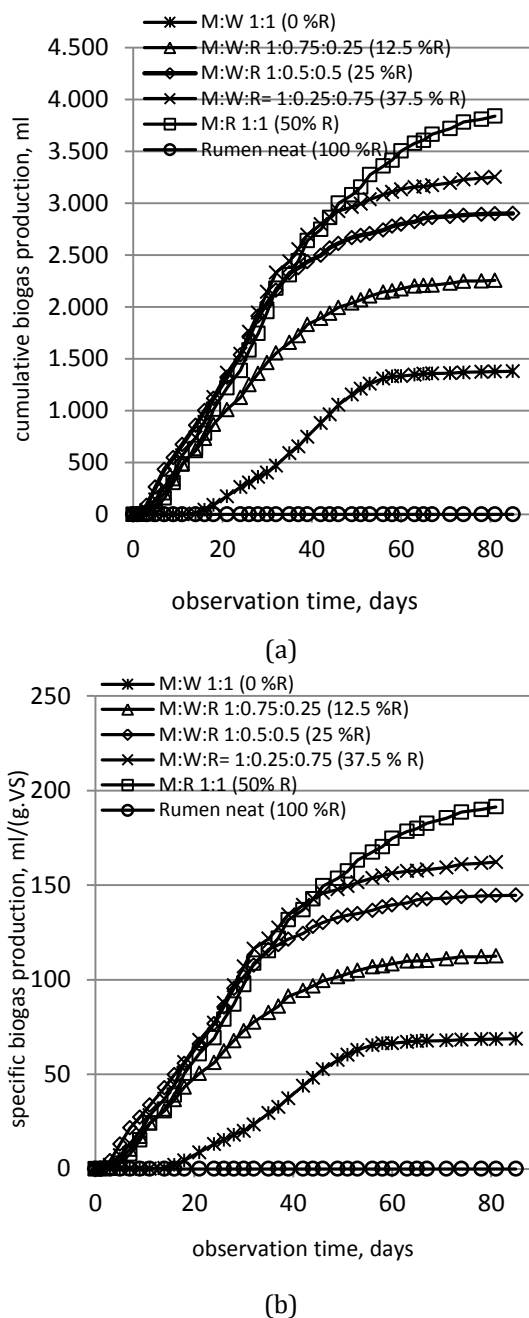 M:W 1:1 (0 %R)
M:W:R 1:0.75:0.25 (12.5 %R)
M:W:R 1:0.5:0.5 (25 %R)
M:W:R= 1:0.25:0.75 (37.5 % R)
M:R 1:1 (50% R)
Rumen neat (100 %R)
cumulative biogas production, ml
4.500
4.000
3.500
3.000
2.500
2.000
1.500
1.000
500
0
0 20 40 60 80
observation time, days
(a)
M:W 1:1 (0 %R)
M:W:R 1:0.75:0.25 (12.5 %R)
M:W:R 1:0.5:0.5 (25 %R)
M:W:R= 1:0.25:0.75 (37.5 % R)
M:R 1:1 (50% R)
Rumen neat (100 %R)
specific biogas production, ml/(g.VS)
250
200
150
100
50
0
0 20 40 60 80
observation time, days
(b)